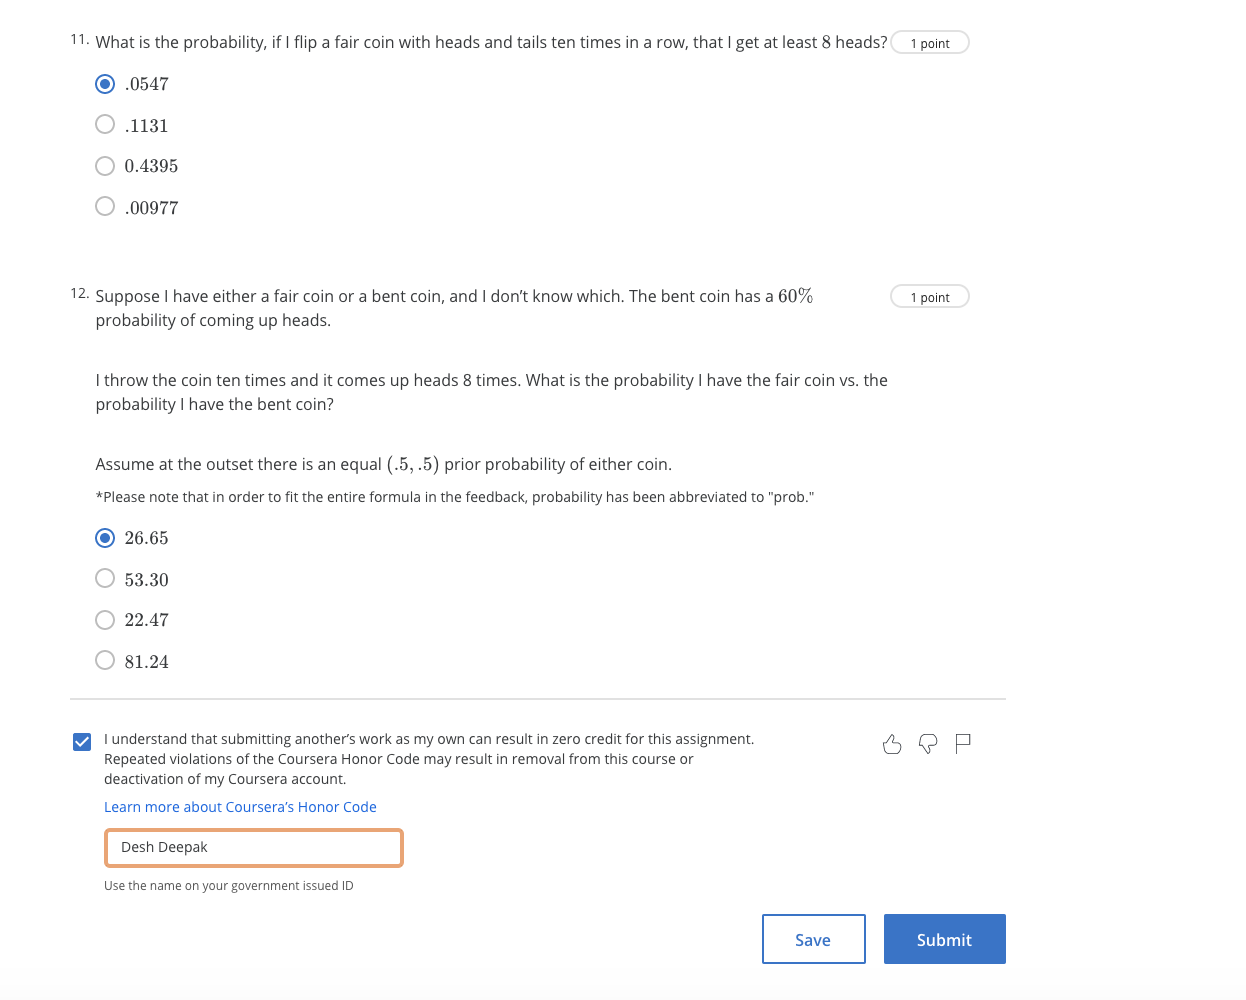 11. What is the probability, if I flip a fair coin with heads and tails ten times in a row, that I get at least 8 heads? 1 point
.0547
.1131
0.4395
.00977
12. Suppose I have either a fair coin or a bent coin, and I don’t know which. The bent coin has a 60% 1 point
probability of coming up heads.
I throw the coin ten times and it comes up heads 8 times. What is the probability I have the fair coin vs. the
probability I have the bent coin?
Assume at the outset there is an equal (.5, .5) prior probability of either coin.
*Please note that in order to fit the entire formula in the feedback, probability has been abbreviated to "prob."
26.65
53.30
22.47
81.24
I understand that submitting another’s work as my own can result in zero credit for this assignment.
Repeated violations of the Coursera Honor Code may result in removal from this course or
deactivation of my Coursera account.
Learn more about Coursera’s Honor Code
Desh Deepak
Use the name on your government issued ID
Save Submit